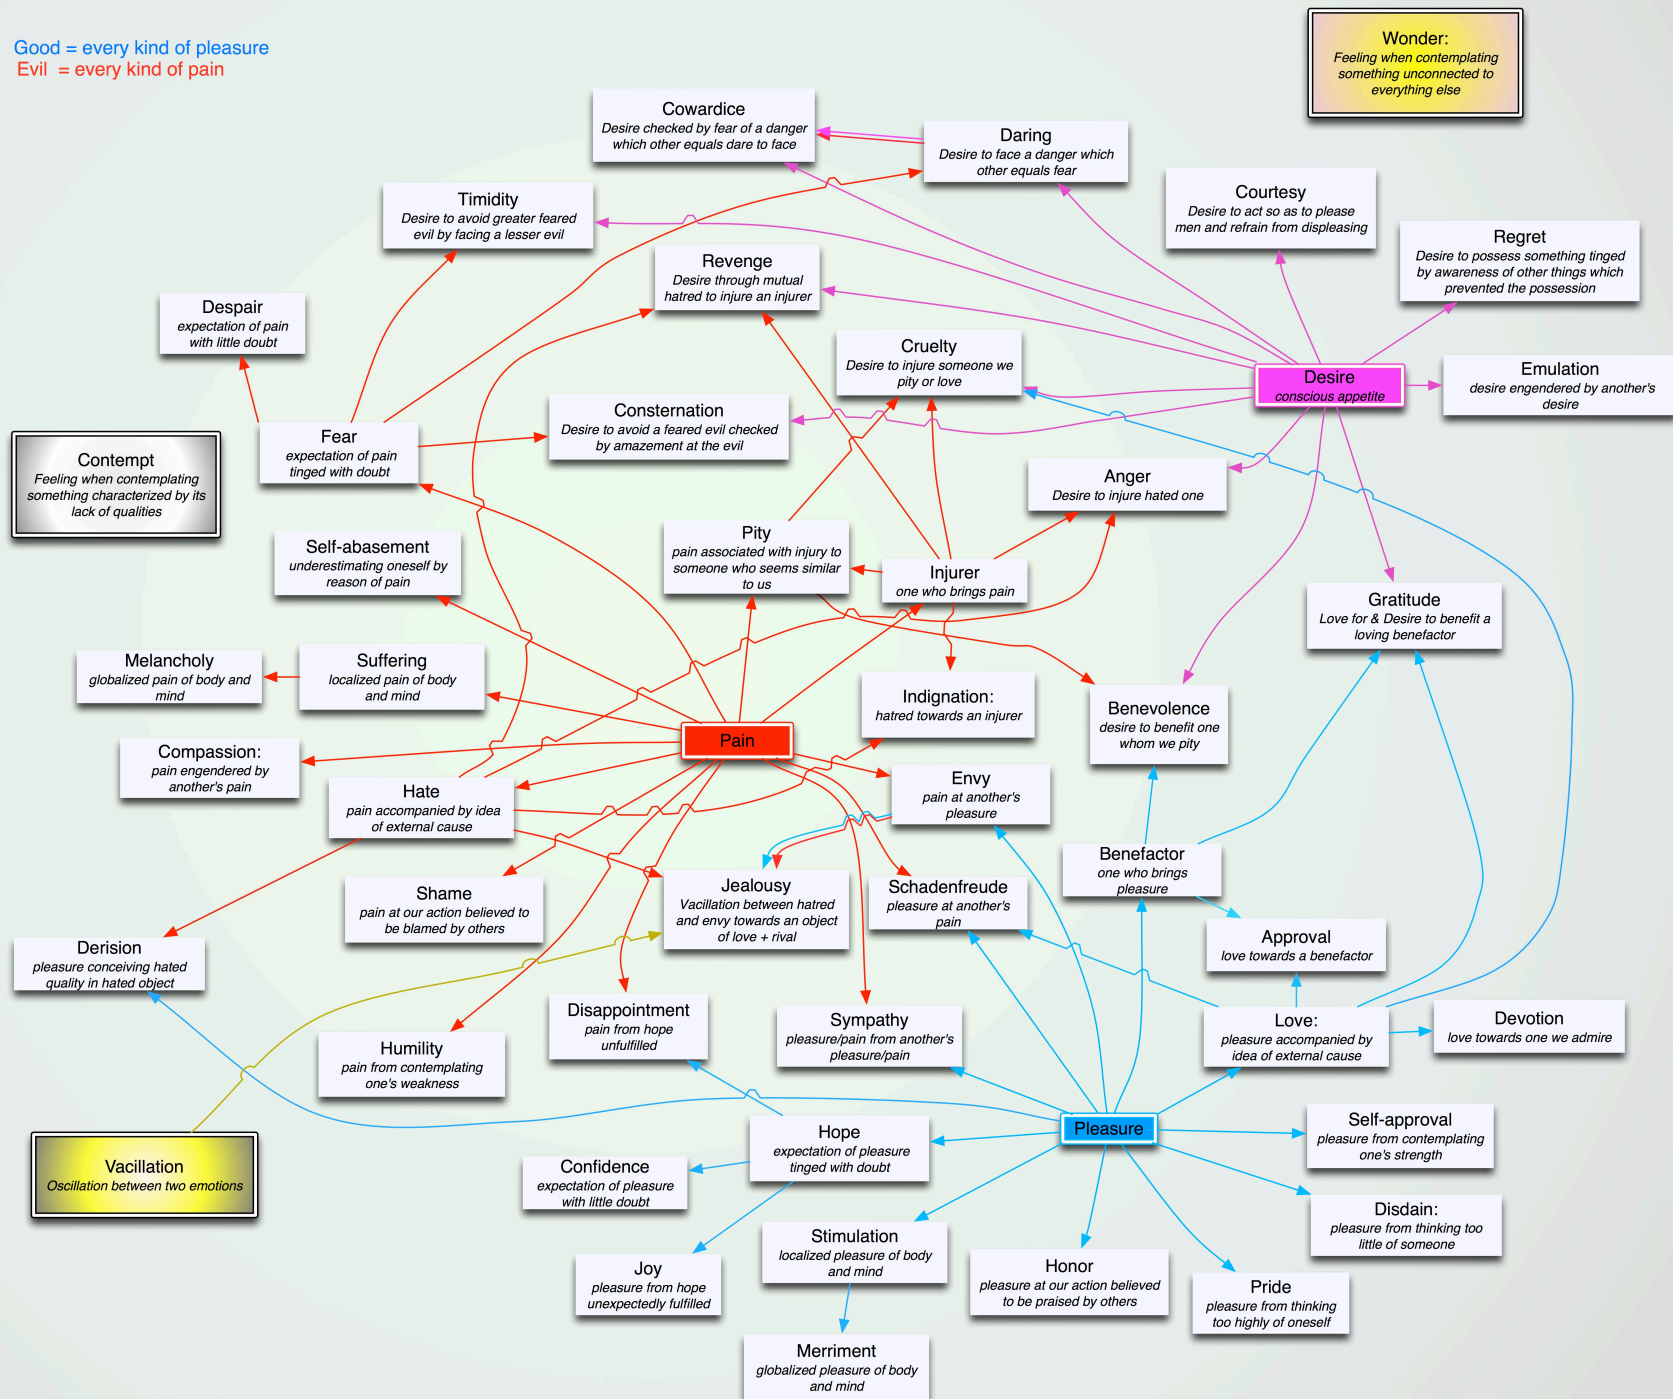 Good = every kind of pleasure
Evil = every kind of pain
Wonder:
Feeling when contemplating
something unconnected to
everything else
Cowardice
Desire checked by fear of a danger
which other equals dare to face
Daring
Desire to face a danger which
other equals fear
Courtesy
Desire to act so as to please
men and refrain from displeasing
Timidity
Desire to avoid greater feared
evil by facing a lesser evil
Regret
Desire to possess something tinged
by awareness of other things which
prevented the possession
Revenge
Desire through mutual
hatred to injure an injurer
Despair
expectation of pain
with little doubt
Cruelty
Desire to injure someone we
pity or love
Desire
conscious appetite
Emulation
desire engendered by another's
desire
Consternation
Desire to avoid a feared evil checked
by amazement at the evil
Fear
expectation of pain
tinged with doubt
Contempt
Feeling when contemplating
something characterized by its
lack of qualities
Anger
Desire to injure hated one
Pity
pain associated with injury to
someone who seems similar
to us
Self-abasement
underestimating oneself by
reason of pain
Injurer
one who brings pain
Gratitude
Love for & Desire to benefit a
loving benefactor
Melancholy
globalized pain of body and
mind
Suffering
localized pain of body
and mind
Indignation:
hatred towards an injurer
Benevolence
desire to benefit one
whom we pity
Pain
Compassion:
pain engendered by
another's pain
Hate
pain accompanied by idea
of external cause
Envy
pain at another's
pleasure
Benefactor
one who brings
pleasure
Shame
pain at our action believed to
be blamed by others
Jealousy
Vacillation between hatred
and envy towards an object
of love + rival
Schadenfreude
pleasure at another's
pain
Approval
love towards a benefactor
Derision
pleasure conceiving hated
quality in hated object
Disappointment
pain from hope
unfulfilled
Sympathy
pleasure/pain from another's
pleasure/pain
Love:
pleasure accompanied by
idea of external cause
Devotion
love towards one we admire
Humility
pain from contemplating
one's weakness
Pleasure
Self-approval
pleasure from contemplating
one's strength
Hope
expectation of pleasure
tinged with doubt
Vacillation
Oscillation between two emotions
Confidence
expectation of pleasure
with little doubt
Disdain:
pleasure from thinking too
little of someone
Stimulation
localized pleasure of body
and mind
Joy
pleasure from hope
unexpectedly fulfilled
Honor
pleasure at our action believed
to be praised by others
Pride
pleasure from thinking
too highly of oneself
Merriment
globalized pleasure of body
and mind